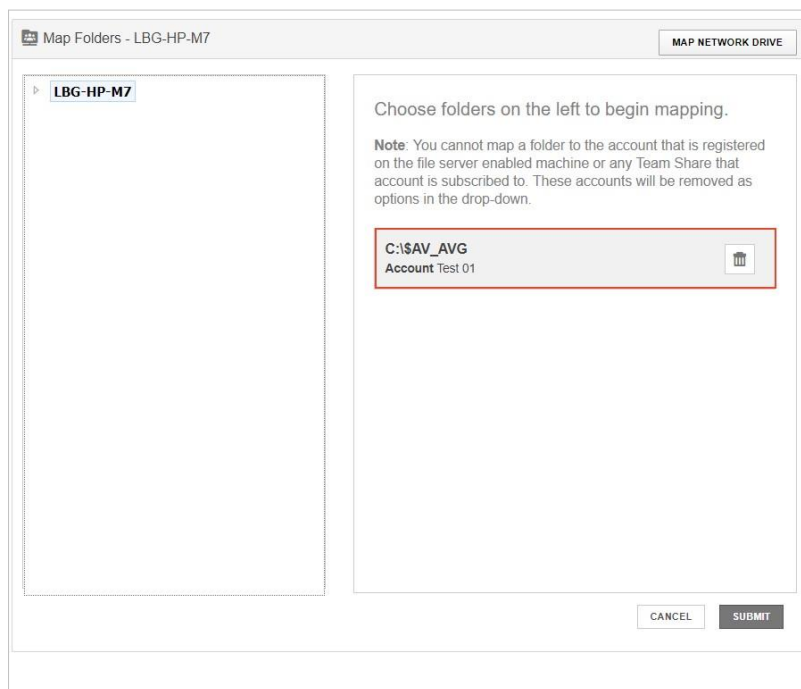 Map Folders - LBG-HP-M7
MAP NETWORK DRIVE
LBG-HP-M7
Choose folders on the left to begin mapping.
Note: You cannot map a folder to the account that is registered
on the file server enabled machine or any Team Share that
account is subscribed to. These accounts will be removed as
options in the drop-down.
C:\$AV_AVG
Account Test 01
CANCEL
SUBMIT